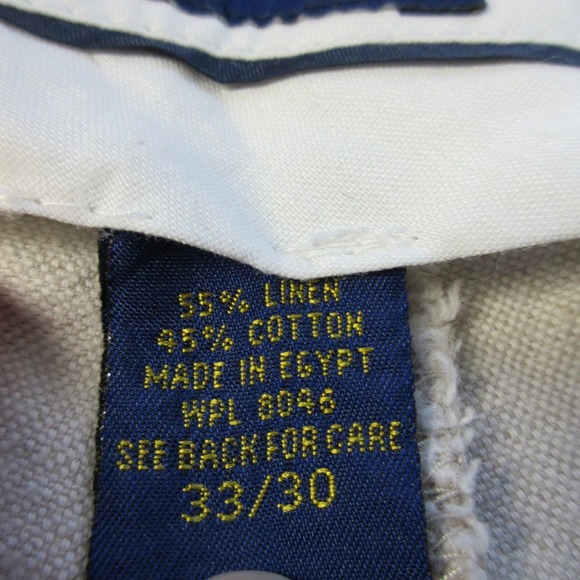 55% LINEN
45% COTTON
MADE IN EGYPT
WPL 8046
SEE BACK FOR CARE
33/30